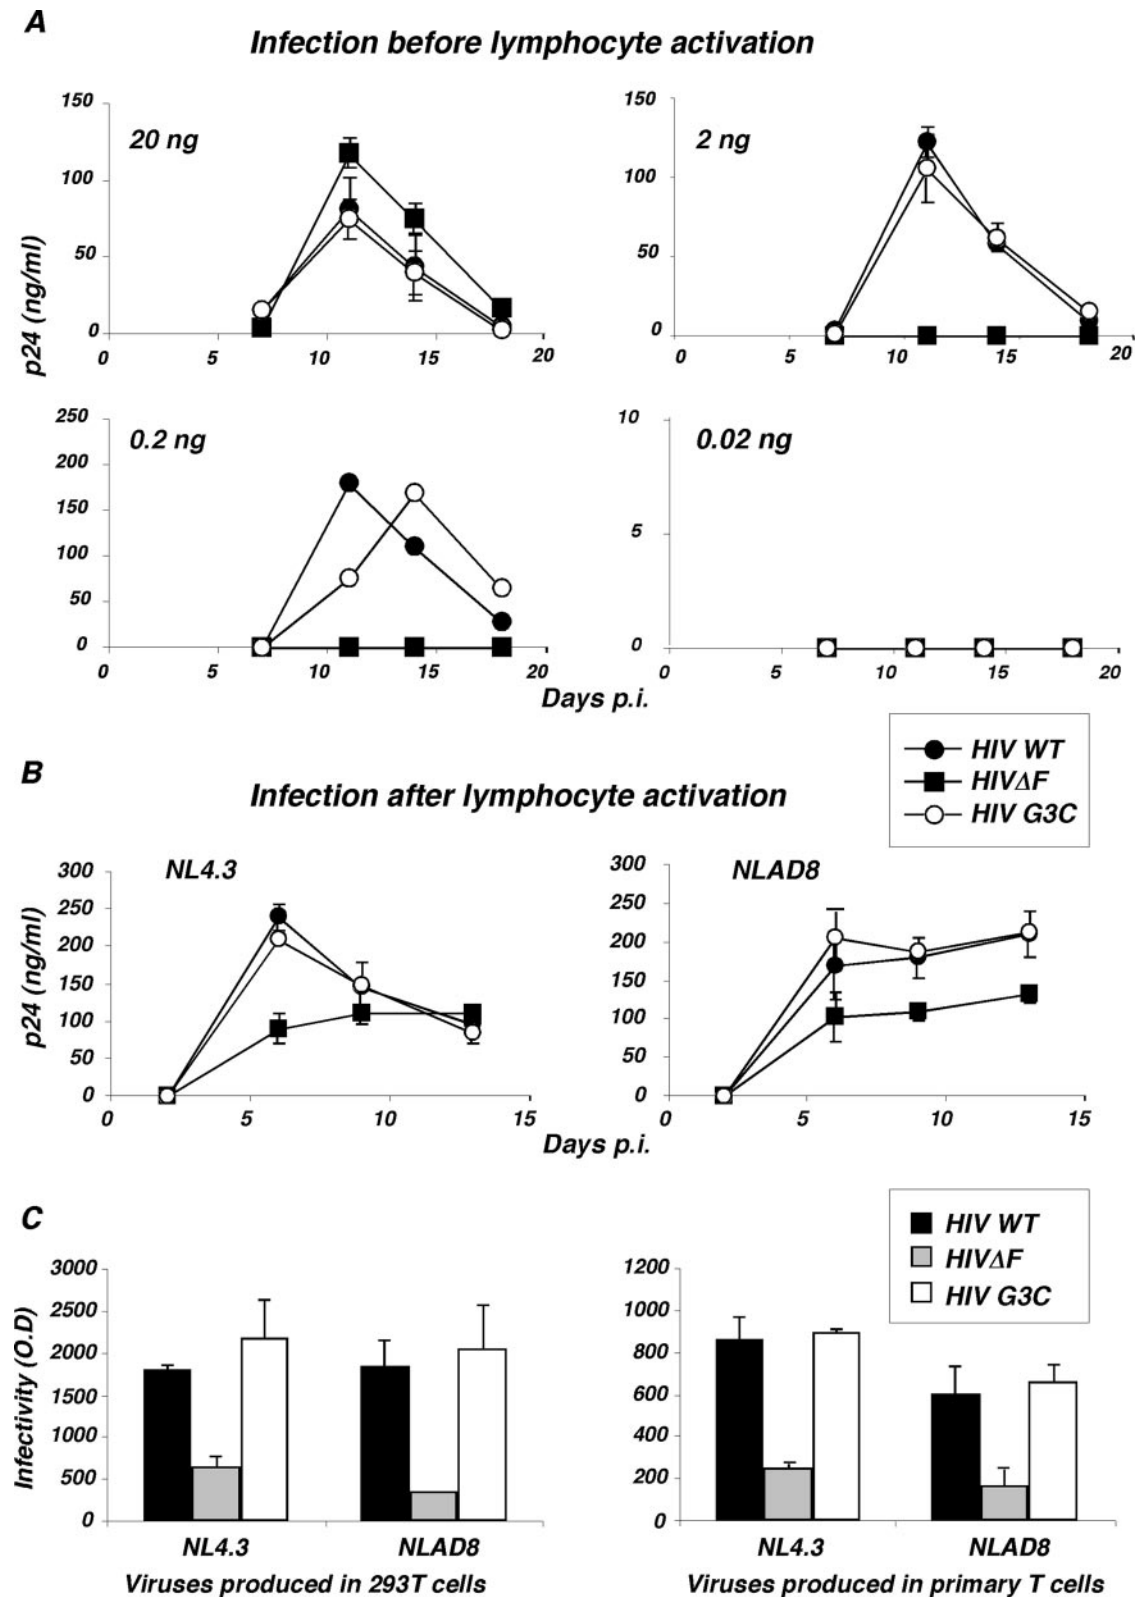 A
Infection before lymphocyte activation
p24 (ng/ml)
20 ng
150
100
50
0
0 5 10 15 20
2 ng
150
100
50
0
0 5 10 15 20
0.2 ng
250
200
150
100
50
0
0 5 10 15 20
0.02 ng
10
5
0
0 5 10 15 20
Days p.i.
HIV WT
HIVΔF
HIV G3C
B
Infection after lymphocyte activation
p24 (ng/ml)
NL4.3
300
250
200
150
100
50
0
0 5 10 15
NLAD8
300
250
200
150
100
50
0
0 5 10 15
Days p.i.
C
HIV WT
HIVΔF
HIV G3C
Infectivity (O.D)
3000
2500
2000
1500
1000
500
0
NL4.3 NLAD8
Viruses produced in 293T cells
1200
1000
800
600
400
200
0
NL4.3 NLAD8
Viruses produced in primary T cells